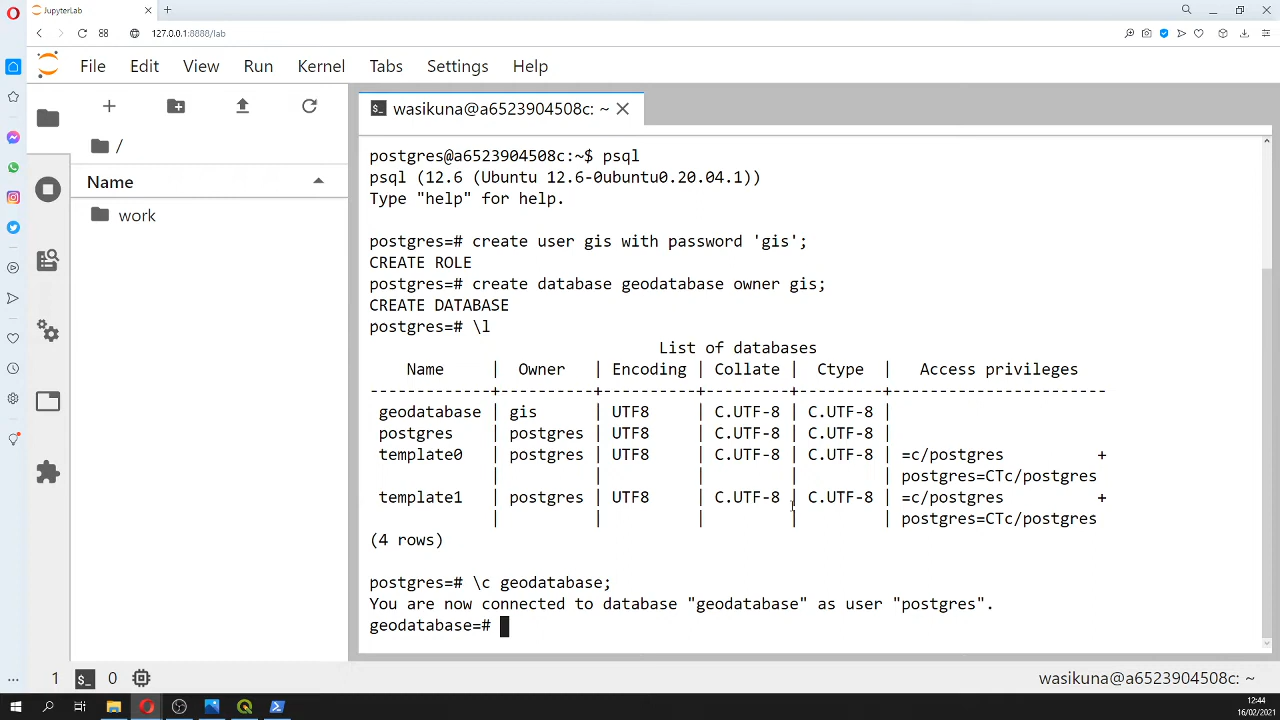 JupyterLab
127.0.0.1:8888/lab
File Edit View Run Kernel Tabs Settings Help
wasikuna@a6523904508c: ~
/
Name
work
postgres@a6523904508c:~$ psql
psql (12.6 (Ubuntu 12.6-0ubuntu0.20.04.1))
Type "help" for help.
postgres=# create user gis with password 'gis';
CREATE ROLE
postgres=# create database geodatabase owner gis;
CREATE DATABASE
postgres=# \l
List of databases
Name | Owner | Encoding | Collate | Ctype | Access privileges
-------------+----------+----------+---------+---------+-----------------------
geodatabase | gis | UTF8 | C.UTF-8 | C.UTF-8 |
postgres | postgres | UTF8 | C.UTF-8 | C.UTF-8 |
template0 | postgres | UTF8 | C.UTF-8 | C.UTF-8 | =c/postgres +
| | | | | postgres=CTc/postgres
template1 | postgres | UTF8 | C.UTF-8 | C.UTF-8 | =c/postgres +
| | | | | postgres=CTc/postgres
(4 rows)
postgres=# \c geodatabase;
You are now connected to database "geodatabase" as user "postgres".
geodatabase=#
1 $_ 0 wasikuna@a6523904508c: ~
12:44
16/02/2021